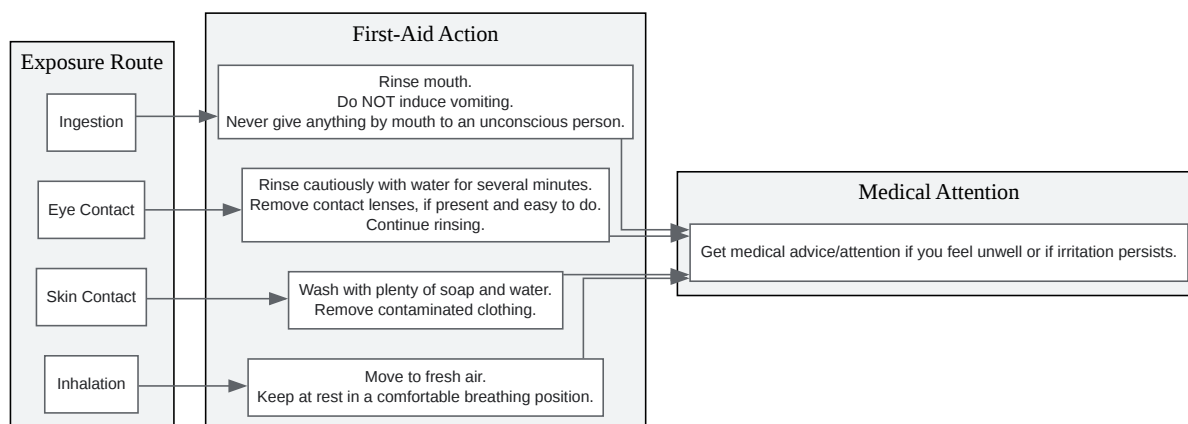 Exposure Route
Ingestion
Eye Contact
Skin Contact
Inhalation
First-Aid Action
Rinse mouth.
Do NOT induce vomiting.
Never give anything by mouth to an unconscious person.
Rinse cautiously with water for several minutes.
Remove contact lenses, if present and easy to do.
Continue rinsing.
Wash with plenty of soap and water.
Remove contaminated clothing.
Move to fresh air.
Keep at rest in a comfortable breathing position.
Medical Attention
Get medical advice/attention if you feel unwell or if irritation persists.